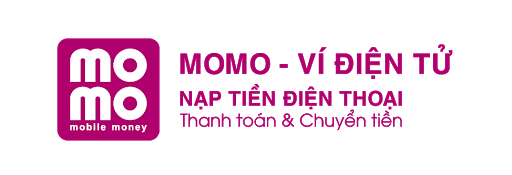 mo
mo
mobile money
MOMO - VÍ ĐIỆN TỬ
NẠP TIỀN ĐIỆN THOẠI
Thanh toán & Chuyển tiền